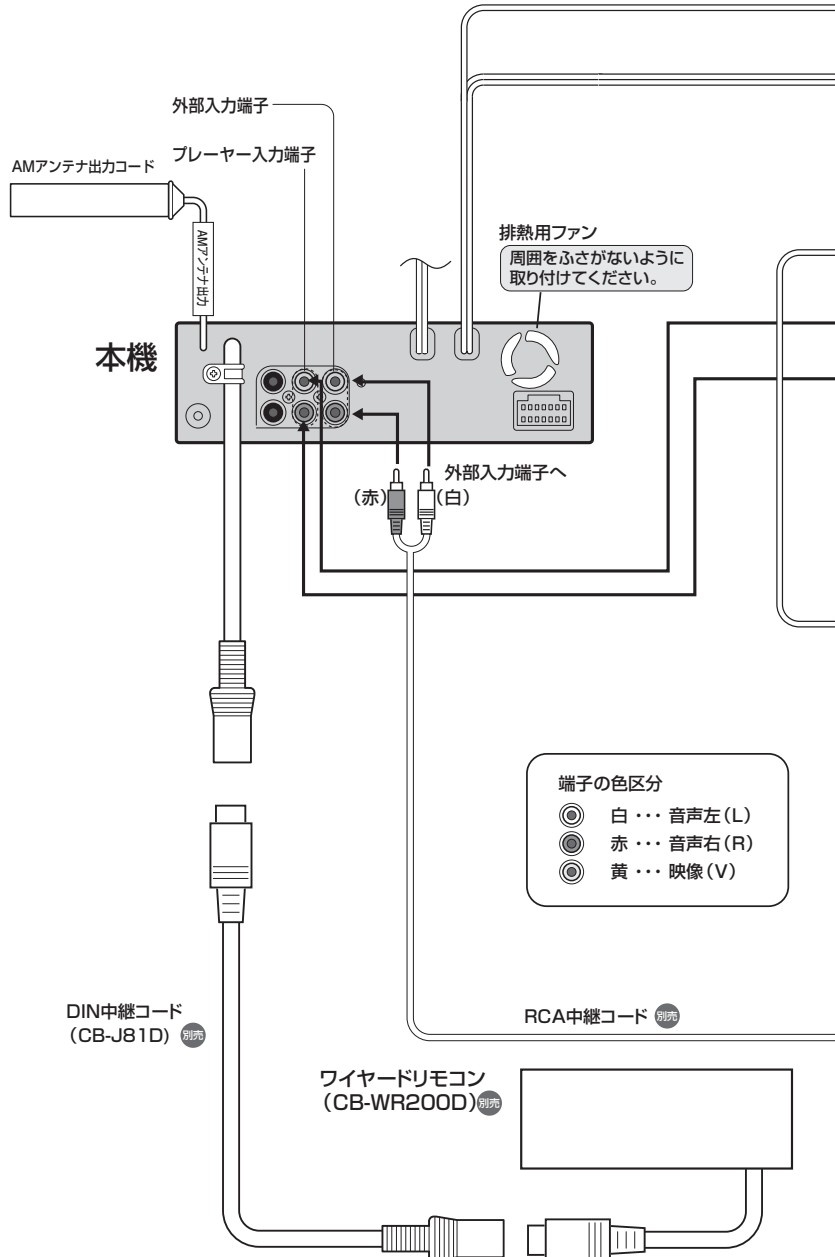 外部入力端子
プレーヤー入力端子
AMアンテナ出力コード
AMアンテナ出力
排熱用ファン
周囲をふさがないように
取り付けてください。
本機
外部入力端子へ
(赤)
(白)
端子の色区分
白 ・・・ 音声左(L)
赤 ・・・ 音声右(R)
黄 ・・・ 映像(V)
DIN中継コード
(CB-J81D) 別売
RCA中継コード 別売
ワイヤードリモコン
(CB-WR200D) 別売